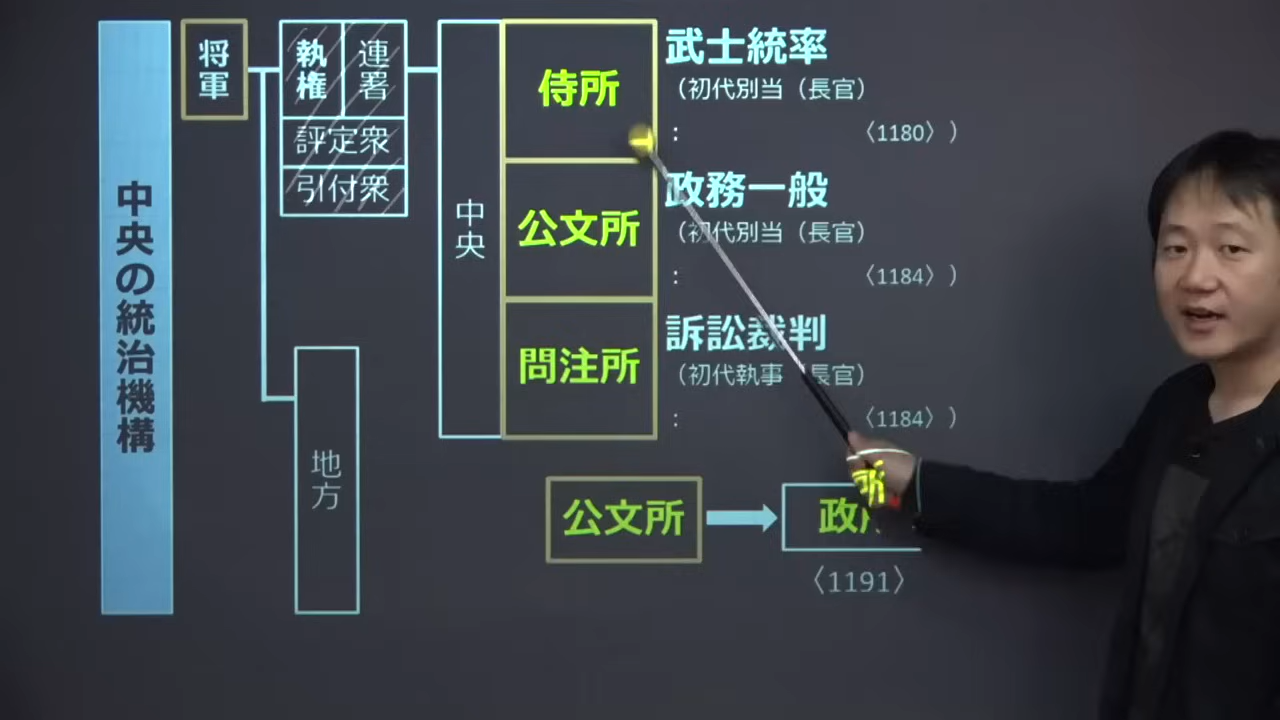 中央の統治機構
将軍
執権
連署
評定衆
引付衆
中央
地方
侍所
武士統率
（初代別当（長官）
:　〈1180〉）
公文所
政務一般
（初代別当（長官）
:　〈1184〉）
問注所
訴訟裁判
（初代執事（長官）
:　〈1184〉）
公文所
政所
〈1191〉